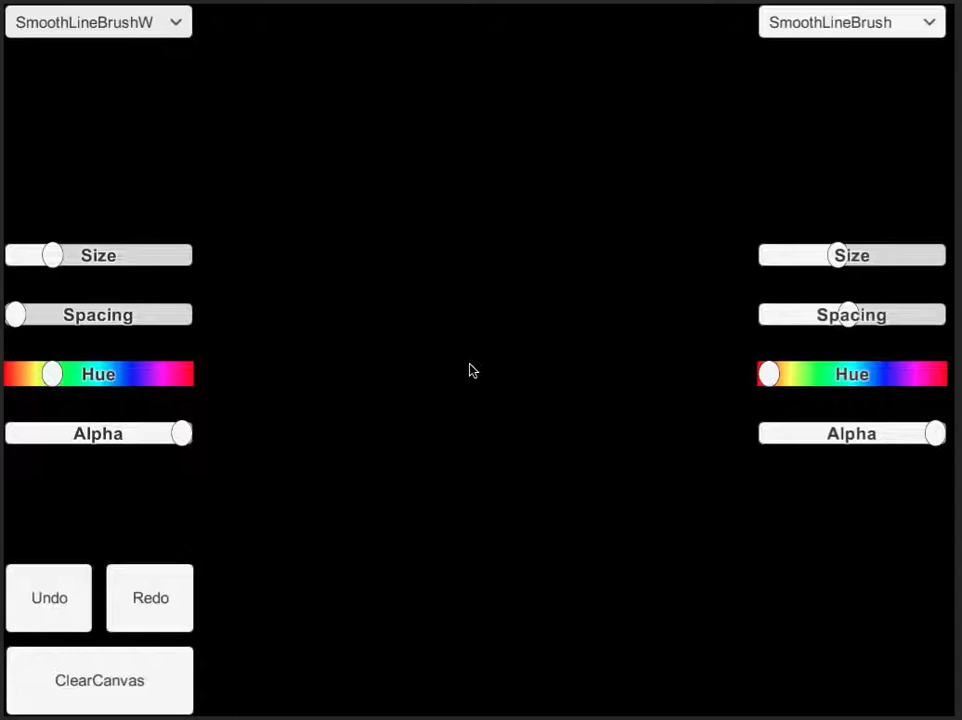 SmoothLineBrushW
SmoothLineBrush
Size
Size
Spacing
Spacing
Hue
Hue
Alpha
Alpha
Undo
Redo
ClearCanvas